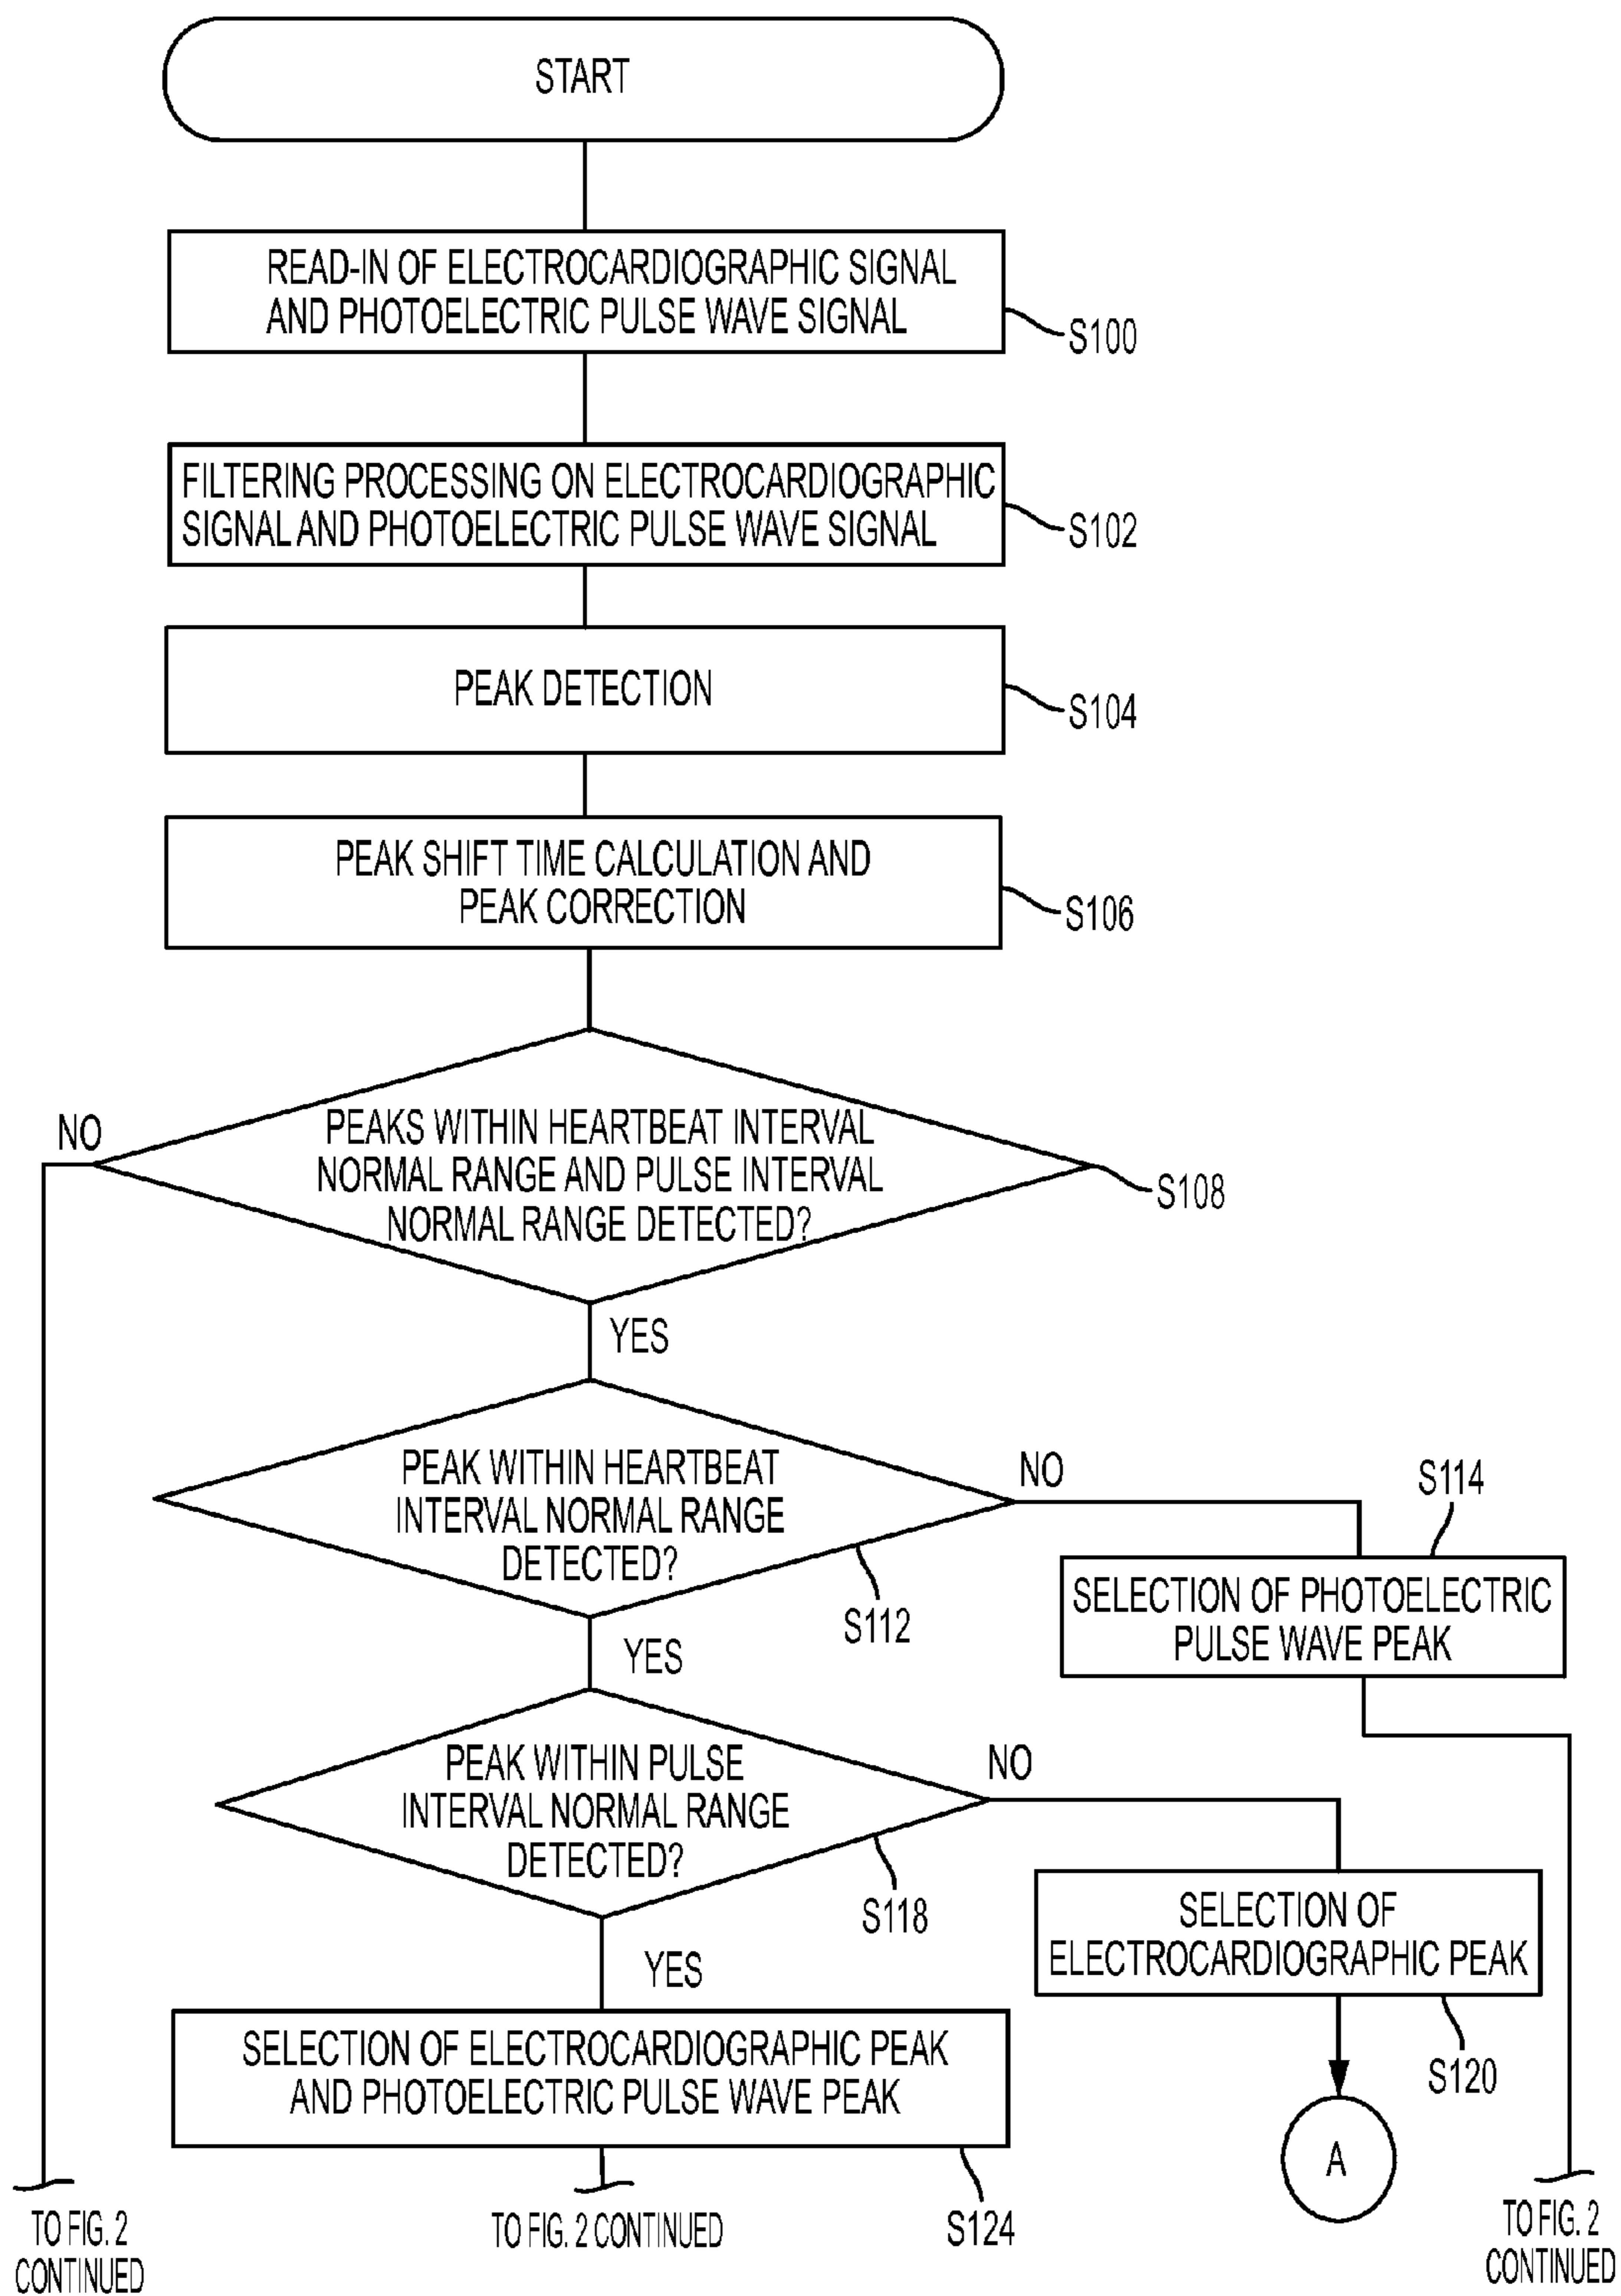 START
READ-IN OF ELECTROCARDIOGRAPHIC SIGNAL
AND PHOTOELECTRIC PULSE WAVE SIGNAL
S100
FILTERING PROCESSING ON ELECTROCARDIOGRAPHIC
SIGNAL AND PHOTOELECTRIC PULSE WAVE SIGNAL
S102
PEAK DETECTION
S104
PEAK SHIFT TIME CALCULATION AND
PEAK CORRECTION
S106
NO
PEAKS WITHIN HEARTBEAT INTERVAL
NORMAL RANGE AND PULSE INTERVAL
NORMAL RANGE DETECTED?
S108
YES
PEAK WITHIN HEARTBEAT
INTERVAL NORMAL RANGE
DETECTED?
NO
S112
S114
SELECTION OF PHOTOELECTRIC
PULSE WAVE PEAK
YES
PEAK WITHIN PULSE
INTERVAL NORMAL RANGE
DETECTED?
NO
S118
SELECTION OF
ELECTROCARDIOGRAPHIC PEAK
S120
YES
SELECTION OF ELECTROCARDIOGRAPHIC PEAK
AND PHOTOELECTRIC PULSE WAVE PEAK
S124
A
TO FIG. 2
CONTINUED
TO FIG. 2 CONTINUED
TO FIG. 2
CONTINUED